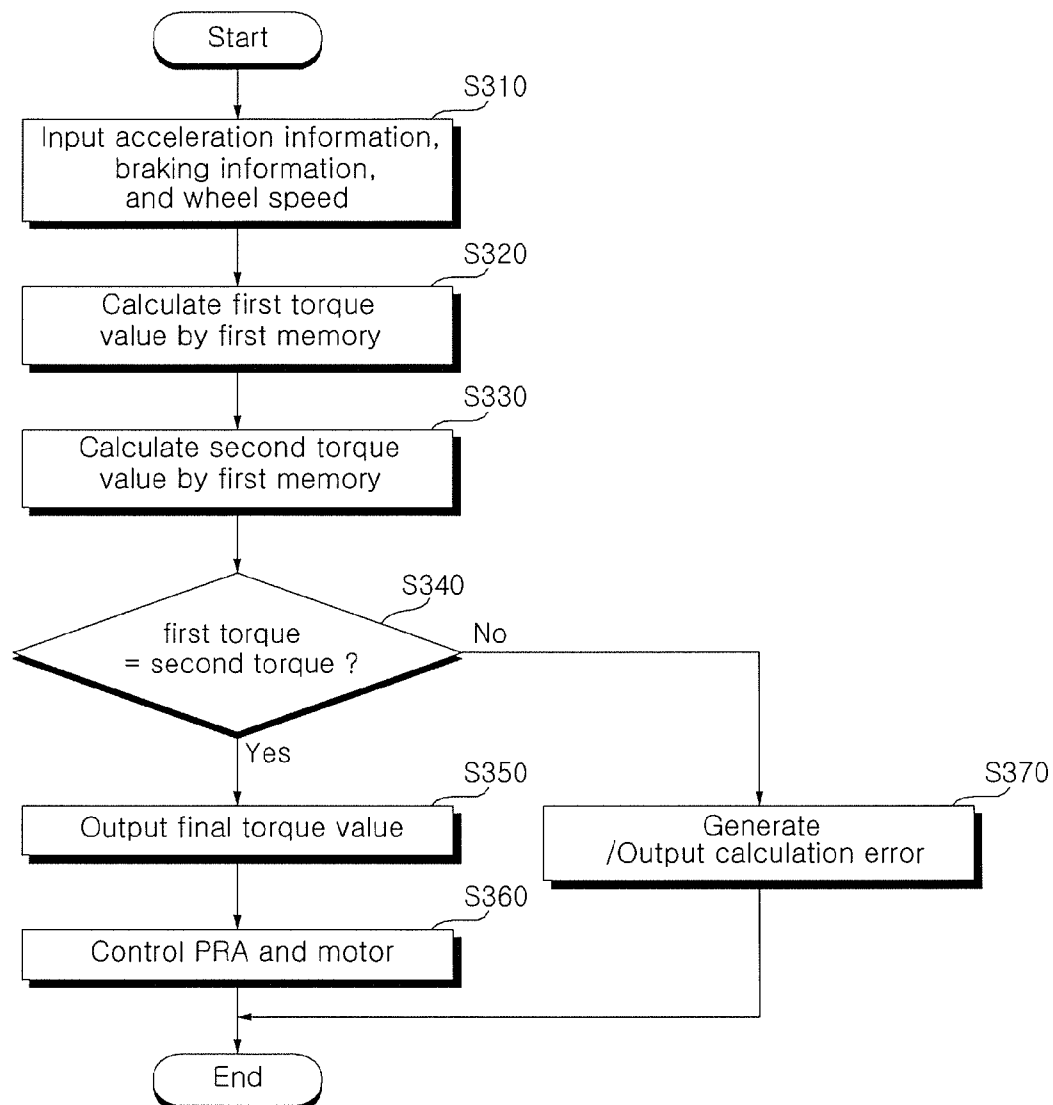 Start
S310
Input acceleration information,
braking information,
and wheel speed
S320
Calculate first torque
value by first memory
S330
Calculate second torque
value by first memory
S340
first torque
= second torque ?
No
Yes
S350
Output final torque value
S370
Generate
/Output calculation error
S360
Control PRA and motor
End